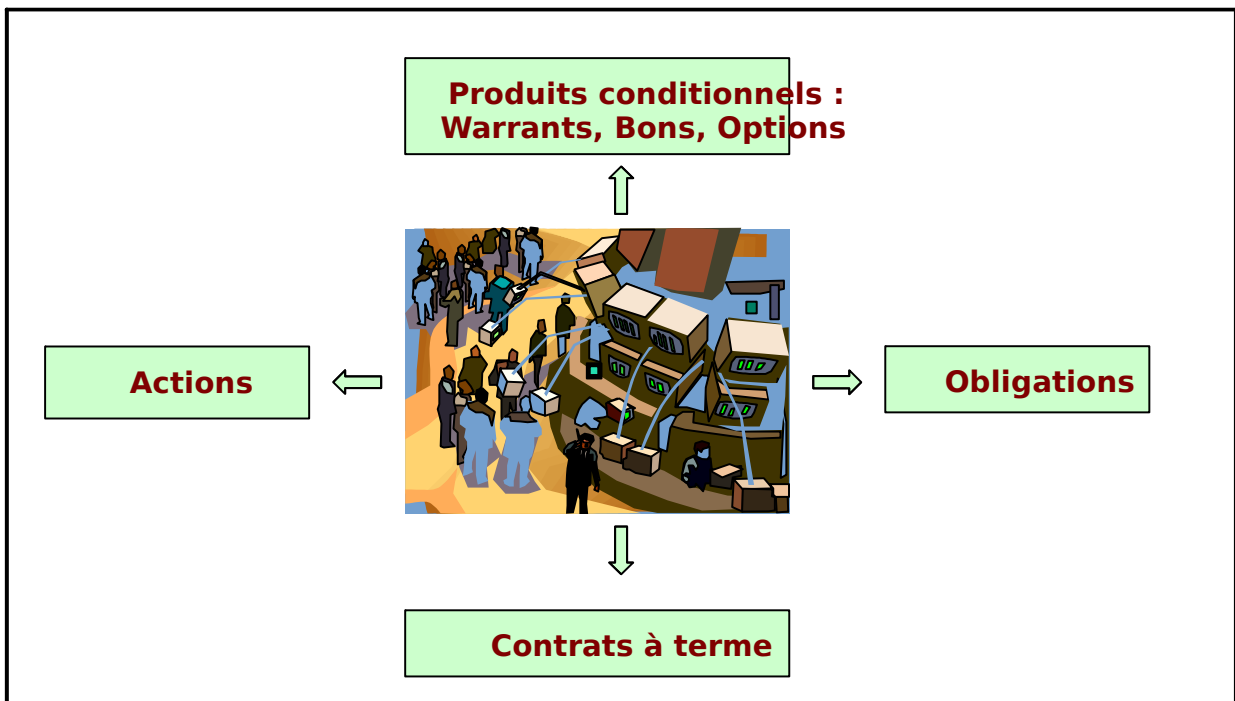 Produits conditionnels :
Warrants, Bons, Options
Actions
Obligations
Contrats à terme